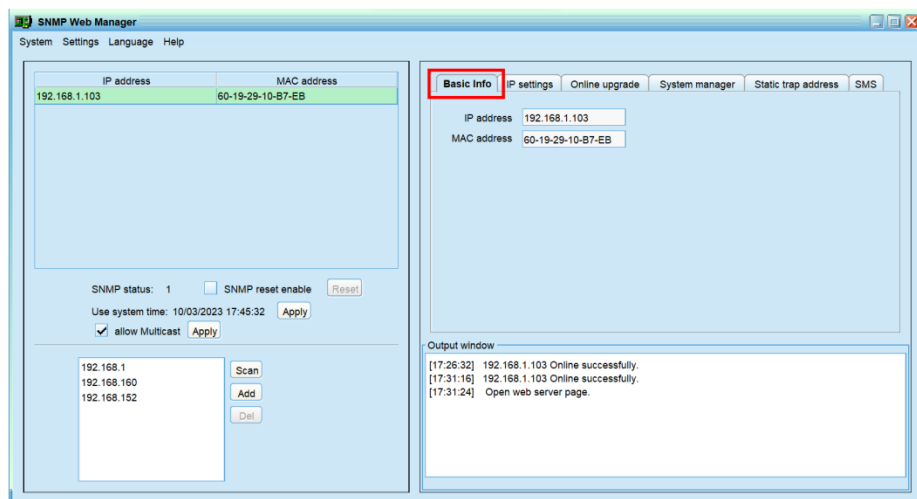 SNMP Web Manager
System Settings Language Help
IP address MAC address
192.168.1.103 60-19-29-10-B7-EB
SNMP status: 1 SNMP reset enable Reset
Use system time: 10/03/2023 17:45:32 Apply
allow Multicast Apply
192.168.1
192.168.160
192.168.152
Scan
Add
Del
Basic Info IP settings Online upgrade System manager Static trap address SMS
IP address 192.168.1.103
MAC address 60-19-29-10-B7-EB
Output window
[17:26:32] 192.168.1.103 Online successfully.
[17:31:16] 192.168.1.103 Online successfully.
[17:31:24] Open web server page.